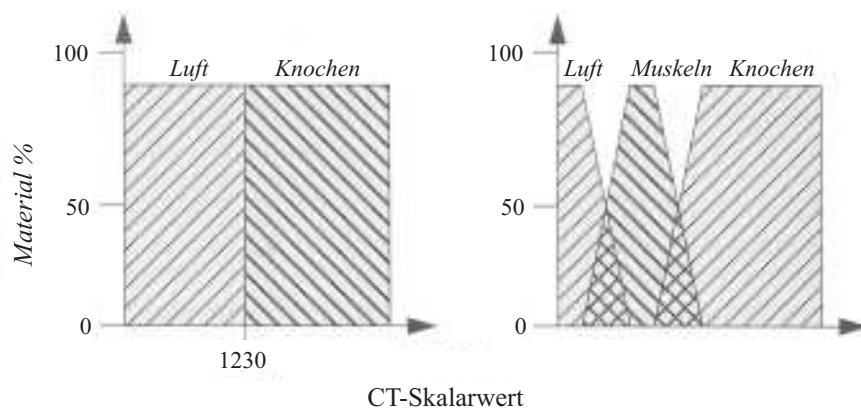 100
Luft Knochen
Material %
50
0
1230
100
Luft Muskeln Knochen
50
0
CT-Skalarwert